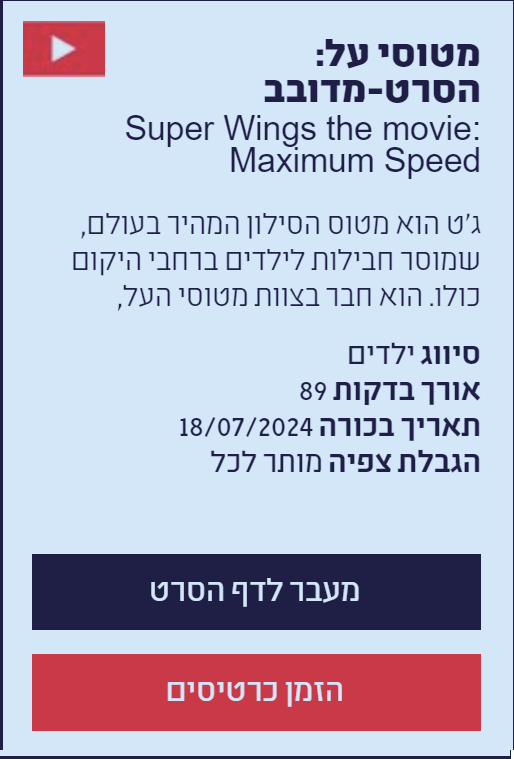 מטוסי על:
הסרט-מדובב
Super Wings the movie:
Maximum Speed
ג'ט הוא מטוס הסילון המהיר בעולם,
שמוסר חבילות לילדים ברחבי היקום
כולו. הוא חבר בצוות מטוסי העל,
סיווג ילדים
אורך בדקות 89
תאריך בכורה 18/07/2024
הגבלת צפיה מותר לכל
מעבר לדף הסרט
הזמן כרטיסים